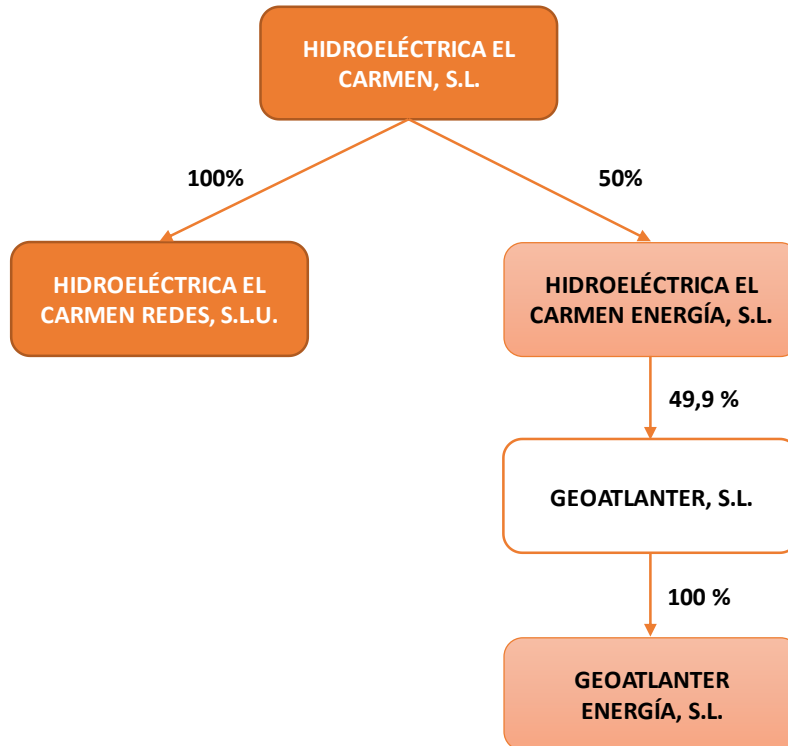 HIDROELÉCTRICA EL
CARMEN, S.L.
100%
50%
HIDROELÉCTRICA EL
CARMEN REDES, S.L.U.
HIDROELÉCTRICA EL
CARMEN ENERGÍA, S.L.
49,9 %
GEOATLANTER, S.L.
100 %
GEOATLANTER
ENERGÍA, S.L.